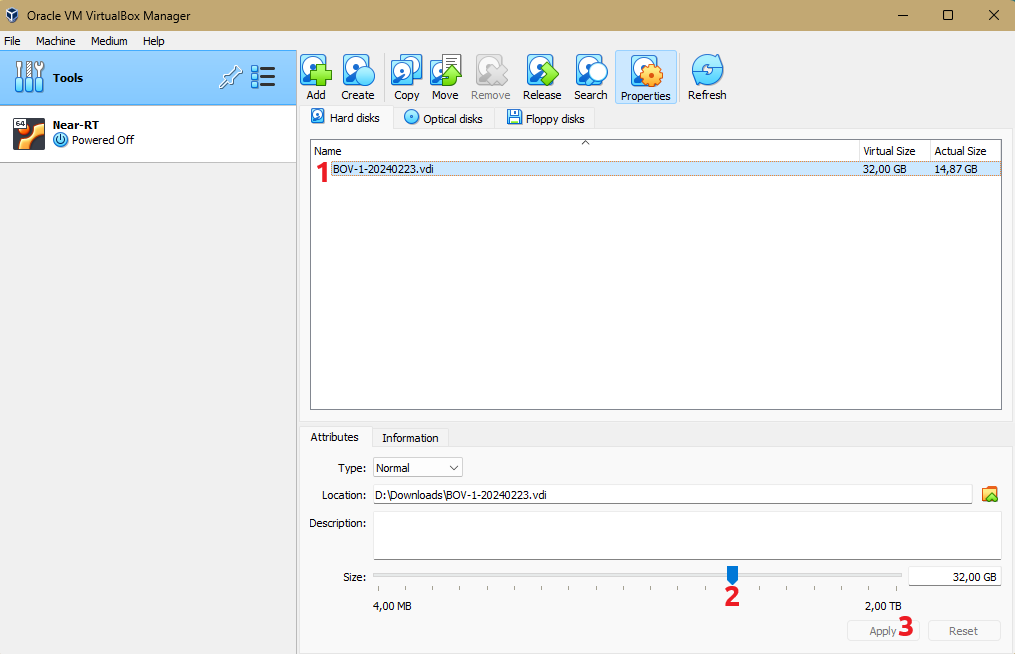 Oracle VM VirtualBox Manager
File Machine Medium Help
Tools
Add Create Copy Move Remove Release Search Properties Refresh
64
Near-RT
Powered Off
Hard disks Optical disks Floppy disks
Name Virtual Size Actual Size
1 BOV-1-20240223.vdi 32,00 GB 14,87 GB
Attributes Information
Type: Normal
Location: D:\Downloads\BOV-1-20240223.vdi
Description:
Size: 32,00 GB
2
4,00 MB 2,00 TB
Apply 3 Reset